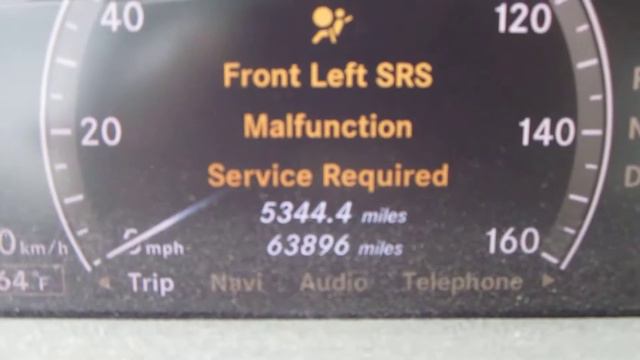 40
120
Front Left SRS
Malfunction
20
140
Service Required
5344.4 miles
0 km/h
mph
63896 miles
160
64°F
Trip Navi Audio Telephone
N
D